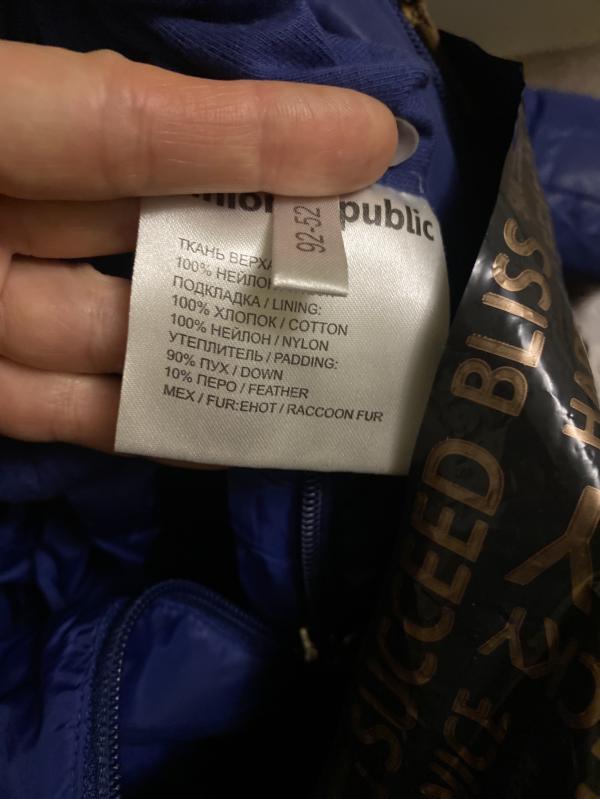 public
92-52
ТКАНЬ ВЕРХА
100% НЕЙЛОН
ПОДКЛАДКА / LINING:
100% ХЛОПОК / COTTON
100% НЕЙЛОН / NYLON
УТЕПЛИТЕЛЬ / PADDING:
90% ПУХ / DOWN
10% ПЕРО / FEATHER
МЕХ / FUR:ЕНОТ / RACCOON FUR
SUCCEED BLISS
NICE